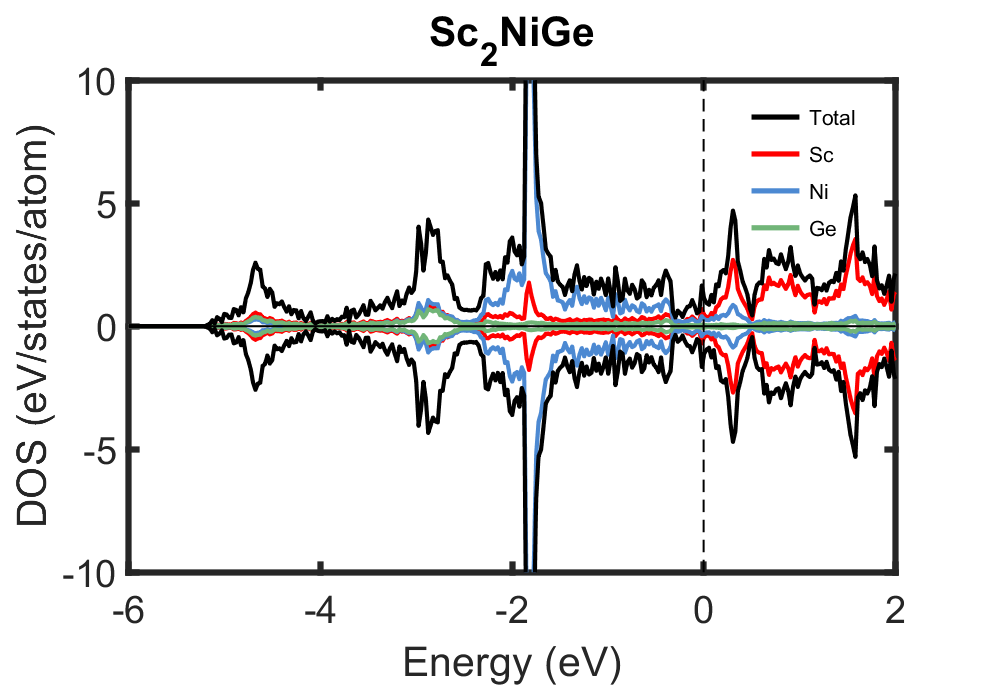 Sc₂NiGe
DOS (eV/states/atom)
10
5
0
-5
-10
Total
Sc
Ni
Ge
-6 -4 -2 0 2
Energy (eV)